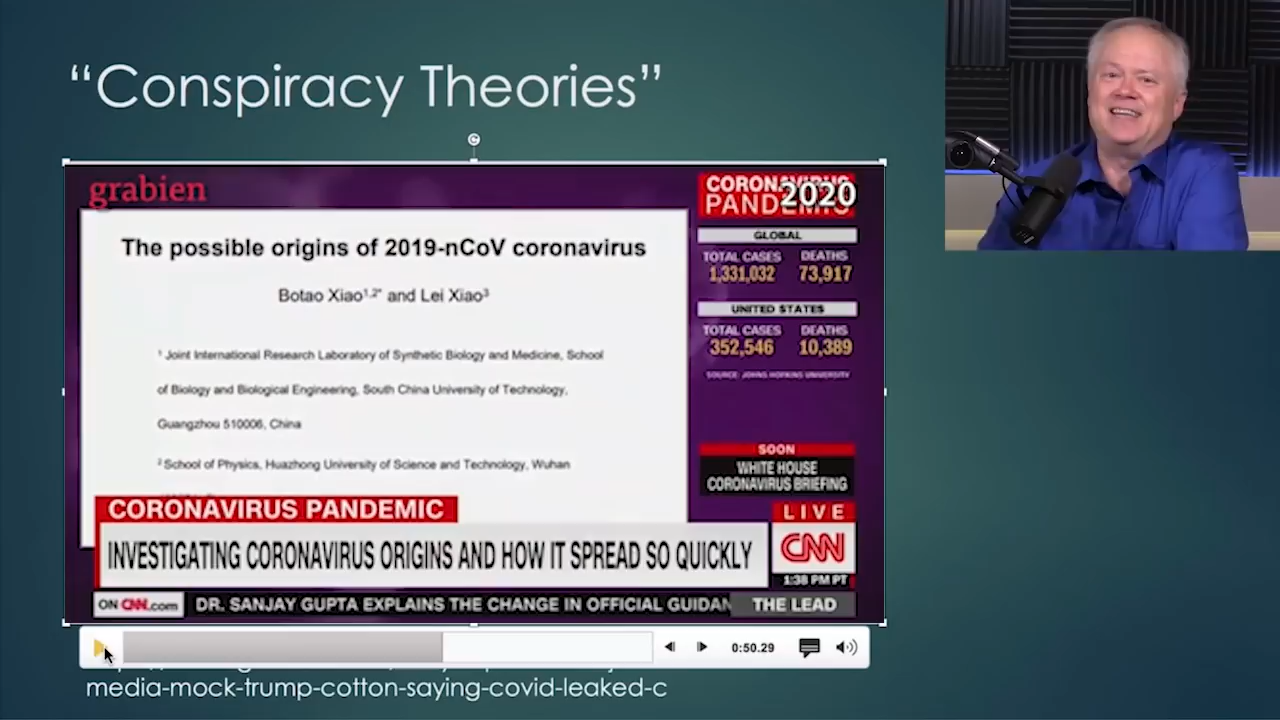 “Conspiracy Theories”
grabien
The possible origins of 2019-nCoV coronavirus
Botao Xiao1,2* and Lei Xiao3
1 Joint International Research Laboratory of Synthetic Biology and Medicine, School
of Biology and Biological Engineering, South China University of Technology,
Guangzhou 510006, China
2 School of Physics, Huazhong University of Science and Technology, Wuhan
CORONAVIRUS
PANDEMIC
2020
GLOBAL
TOTAL CASES DEATHS
1,331,032 73,917
UNITED STATES
TOTAL CASES DEATHS
352,546 10,389
SOURCE: JOHNS HOPKINS UNIVERSITY
SOON
WHITE HOUSE
CORONAVIRUS BRIEFING
CORONAVIRUS PANDEMIC
INVESTIGATING CORONAVIRUS ORIGINS AND HOW IT SPREAD SO QUICKLY
LIVE
CNN
1:38 PM PT
ON CNN.com DR. SANJAY GUPTA EXPLAINS THE CHANGE IN OFFICIAL GUIDAN THE LEAD
0:50.29
media-mock-trump-cotton-saying-covid-leaked-c